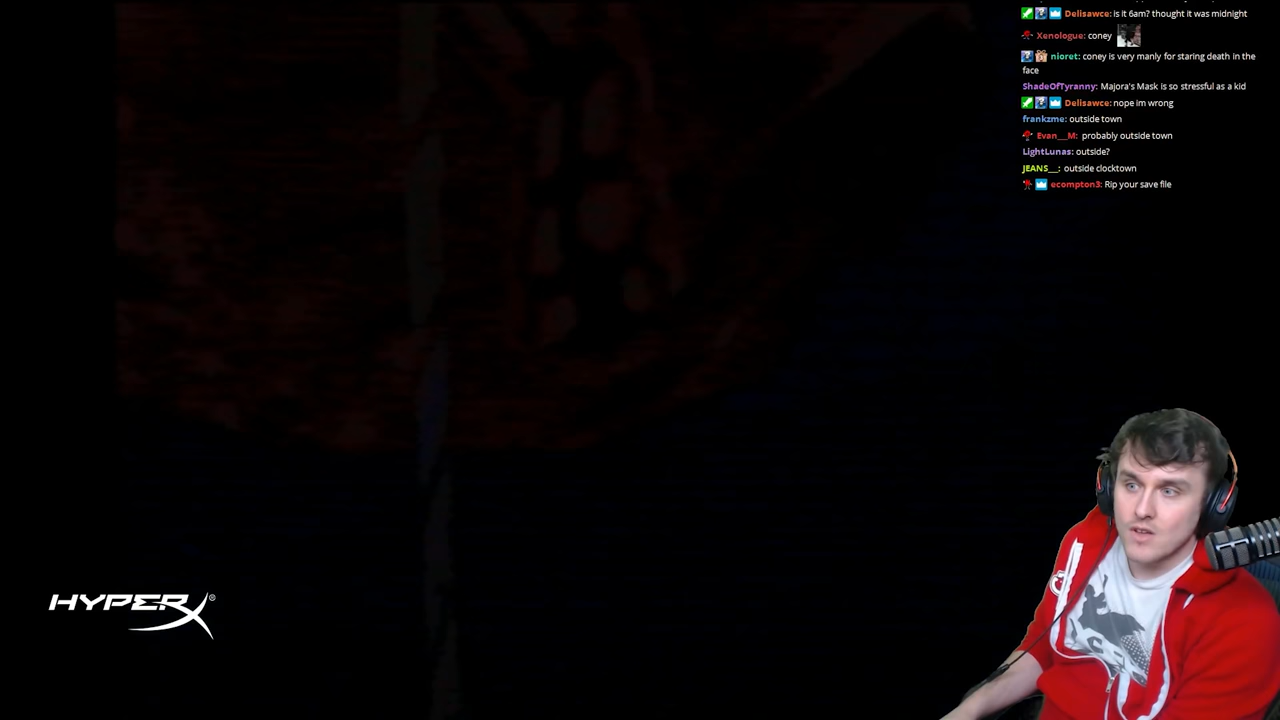 Delisawce: is it 6am? thought it was midnight
Xenologue: coney
nioret: coney is very manly for staring death in the
face
ShadeOfTyranny: Majora's Mask is so stressful as a kid
Delisawce: nope im wrong
frankzme: outside town
Evan__M: probably outside town
LightLunas: outside?
JEANS__: outside clocktown
ecompton3: Rip your save file
HYPERX®